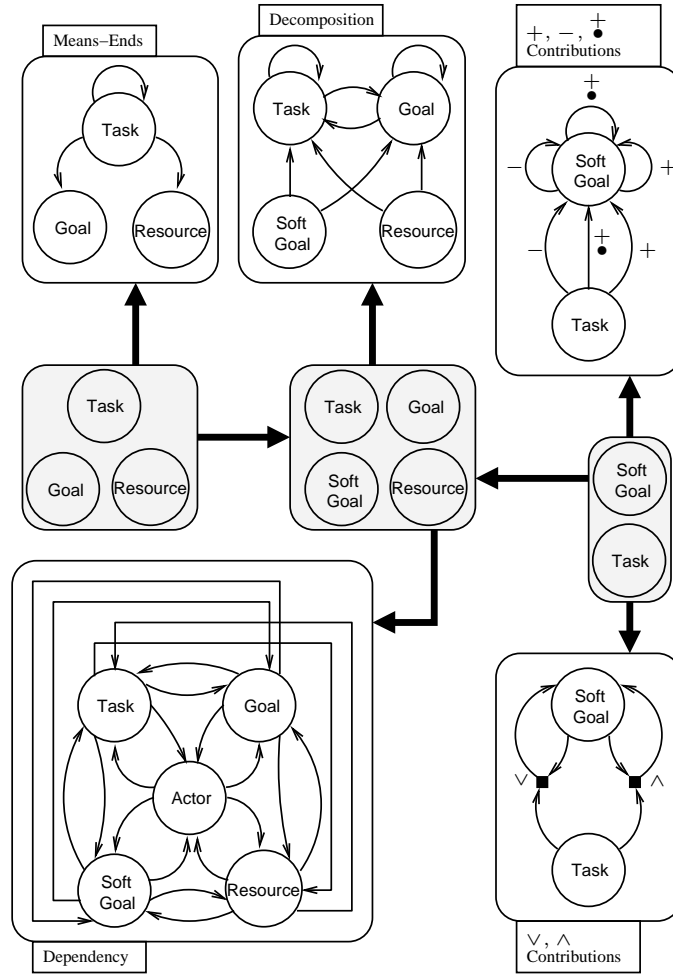 Means–Ends
Task
Goal
Resource
Decomposition
Task
Goal
Soft
Goal
Resource
+, −, +
Contributions
+
Soft
Goal
−
+
−
+
+
Task
Task
Goal
Resource
Task
Goal
Soft
Goal
Resource
Soft
Goal
Task
Task
Goal
Actor
Soft
Goal
Resource
Dependency
Soft
Goal
∨
∧
Task
∨, ∧
Contributions